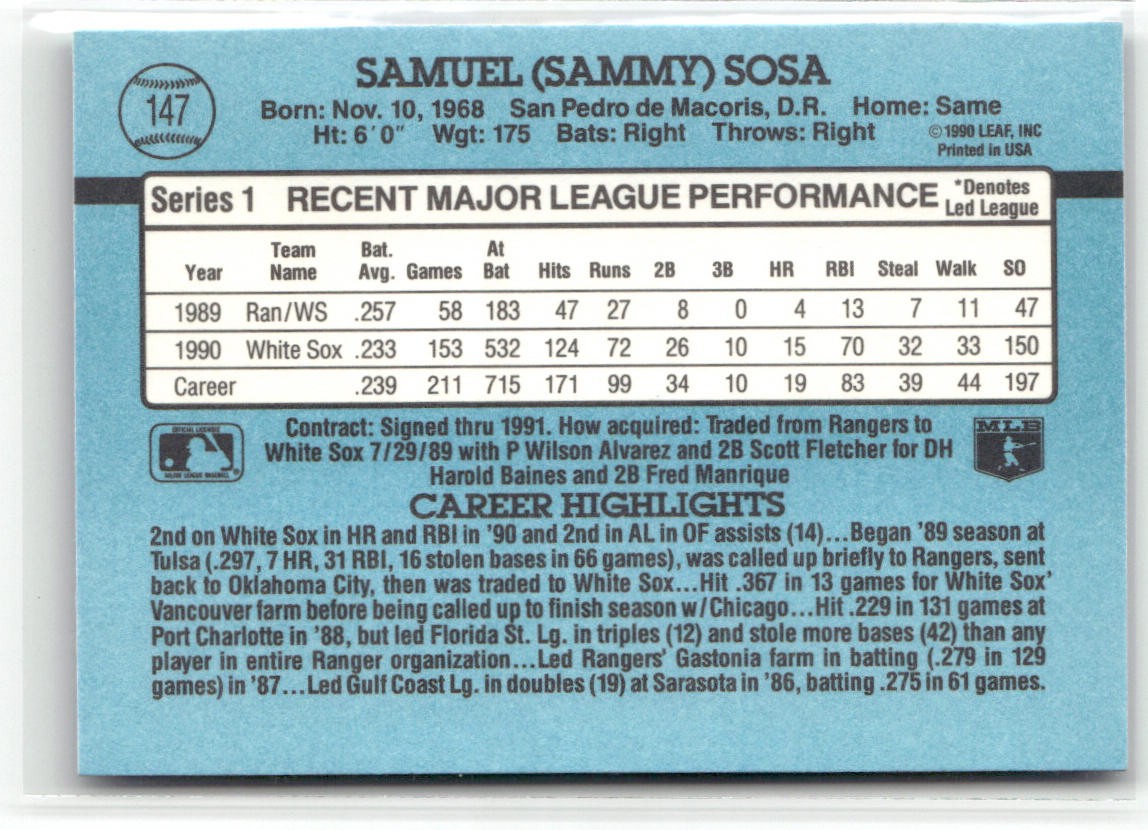 147
SAMUEL (SAMMY) SOSA
Born: Nov. 10, 1968 San Pedro de Macoris, D.R. Home: Same
Ht: 6´0˝ Wgt: 175 Bats: Right Throws: Right
©1990 LEAF, INC
Printed in USA
Series 1 RECENT MAJOR LEAGUE PERFORMANCE *Denotes
Led League
Year Team Name Bat. Avg. Games At Bat Hits Runs 2B 3B HR RBI Steal Walk SO
1989 Ran/WS .257 58 183 47 27 8 0 4 13 7 11 47
1990 White Sox .233 153 532 124 72 26 10 15 70 32 33 150
Career .239 211 715 171 99 34 10 19 83 39 44 197
OFFICIAL LICENSEE
MAJOR LEAGUE BASEBALL
Contract: Signed thru 1991. How acquired: Traded from Rangers to
White Sox 7/29/89 with P Wilson Alvarez and 2B Scott Fletcher for DH
Harold Baines and 2B Fred Manrique
MLB
CAREER HIGHLIGHTS
2nd on White Sox in HR and RBI in '90 and 2nd in AL in OF assists (14)...Began '89 season at
Tulsa (.297, 7 HR, 31 RBI, 16 stolen bases in 66 games), was called up briefly to Rangers, sent
back to Oklahoma City, then was traded to White Sox...Hit .367 in 13 games for White Sox'
Vancouver farm before being called up to finish season w/Chicago...Hit .229 in 131 games at
Port Charlotte in '88, but led Florida St. Lg. in triples (12) and stole more bases (42) than any
player in entire Ranger organization...Led Rangers' Gastonia farm in batting (.279 in 129
games) in '87...Led Gulf Coast Lg. in doubles (19) at Sarasota in '86, batting .275 in 61 games.